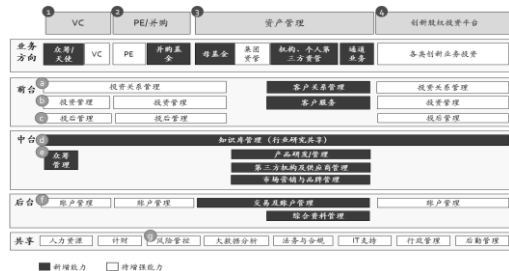 1 VC 2 PE/并购 3 资产管理 4 创新股权投资平台
业务方向 众筹/天使 VC PE 并购基金 母基金 集团资管 机构、个人第三方资管 通道业务 各类创新业务投资
前台 a 投资关系管理 客户关系管理 投资关系管理
b 投资管理 投资管理 客户服务 投资管理
c 投后管理 投后管理 投后管理
中台 d 知识库管理（行业研究共享）
e 众筹管理 产品研发/管理
第三方机构及供应商管理
市场营销与品牌管理
后台 f 账户管理 账户管理 交易及账户管理 账户管理
综合资料管理
共享 人力资源 计财 g 风险管控 大数据分析 法务与合规 IT支持 行政管理 后勤管理
新增能力 待增强能力